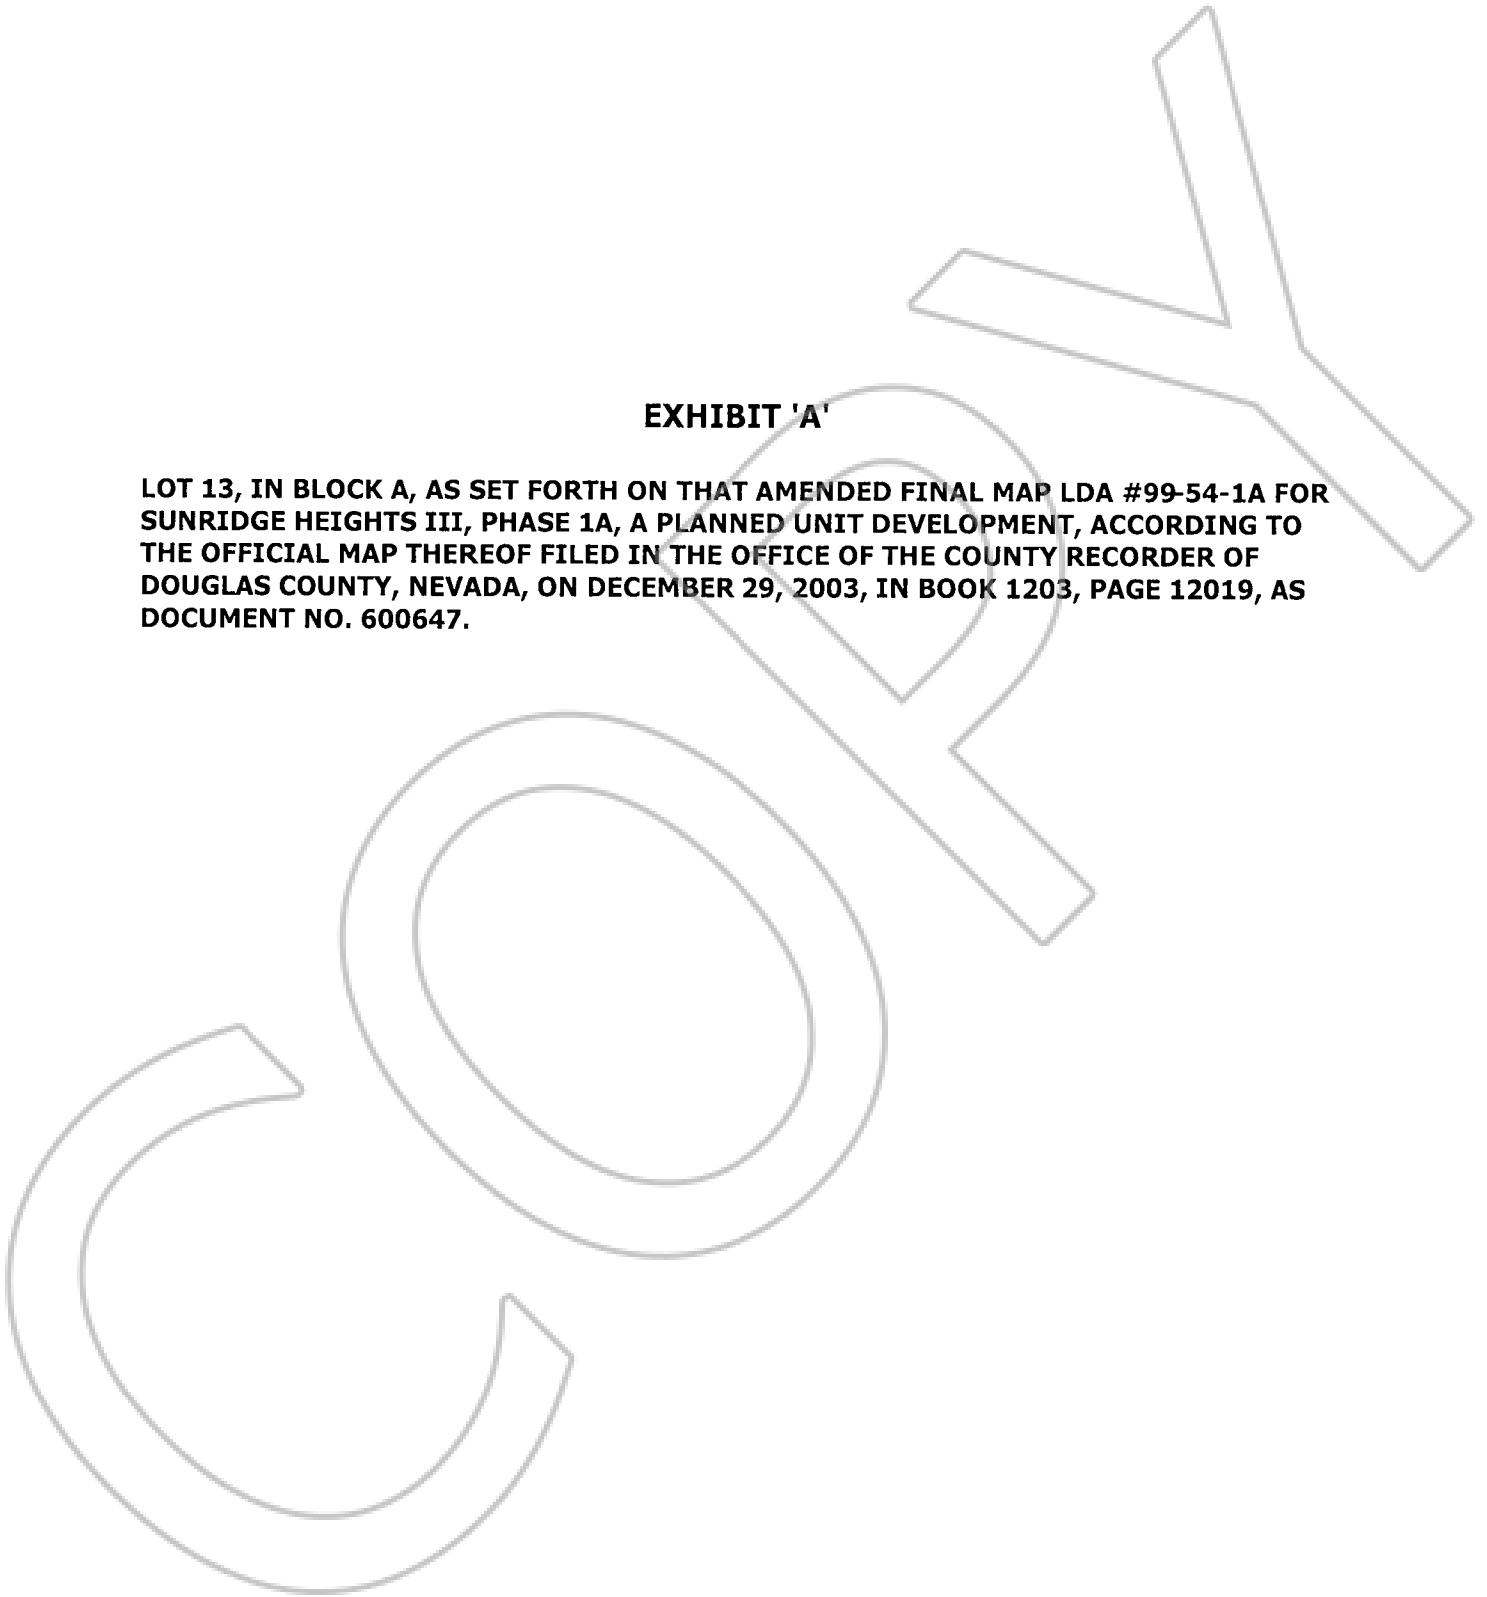 EXHIBIT 'A'
LOT 13, IN BLOCK A, AS SET FORTH ON THAT AMENDED FINAL MAP LDA #99-54-1A FOR
SUNRIDGE HEIGHTS III, PHASE 1A, A PLANNED UNIT DEVELOPMENT, ACCORDING TO
THE OFFICIAL MAP THEREOF FILED IN THE OFFICE OF THE COUNTY RECORDER OF
DOUGLAS COUNTY, NEVADA, ON DECEMBER 29, 2003, IN BOOK 1203, PAGE 12019, AS
DOCUMENT NO. 600647.
COPY